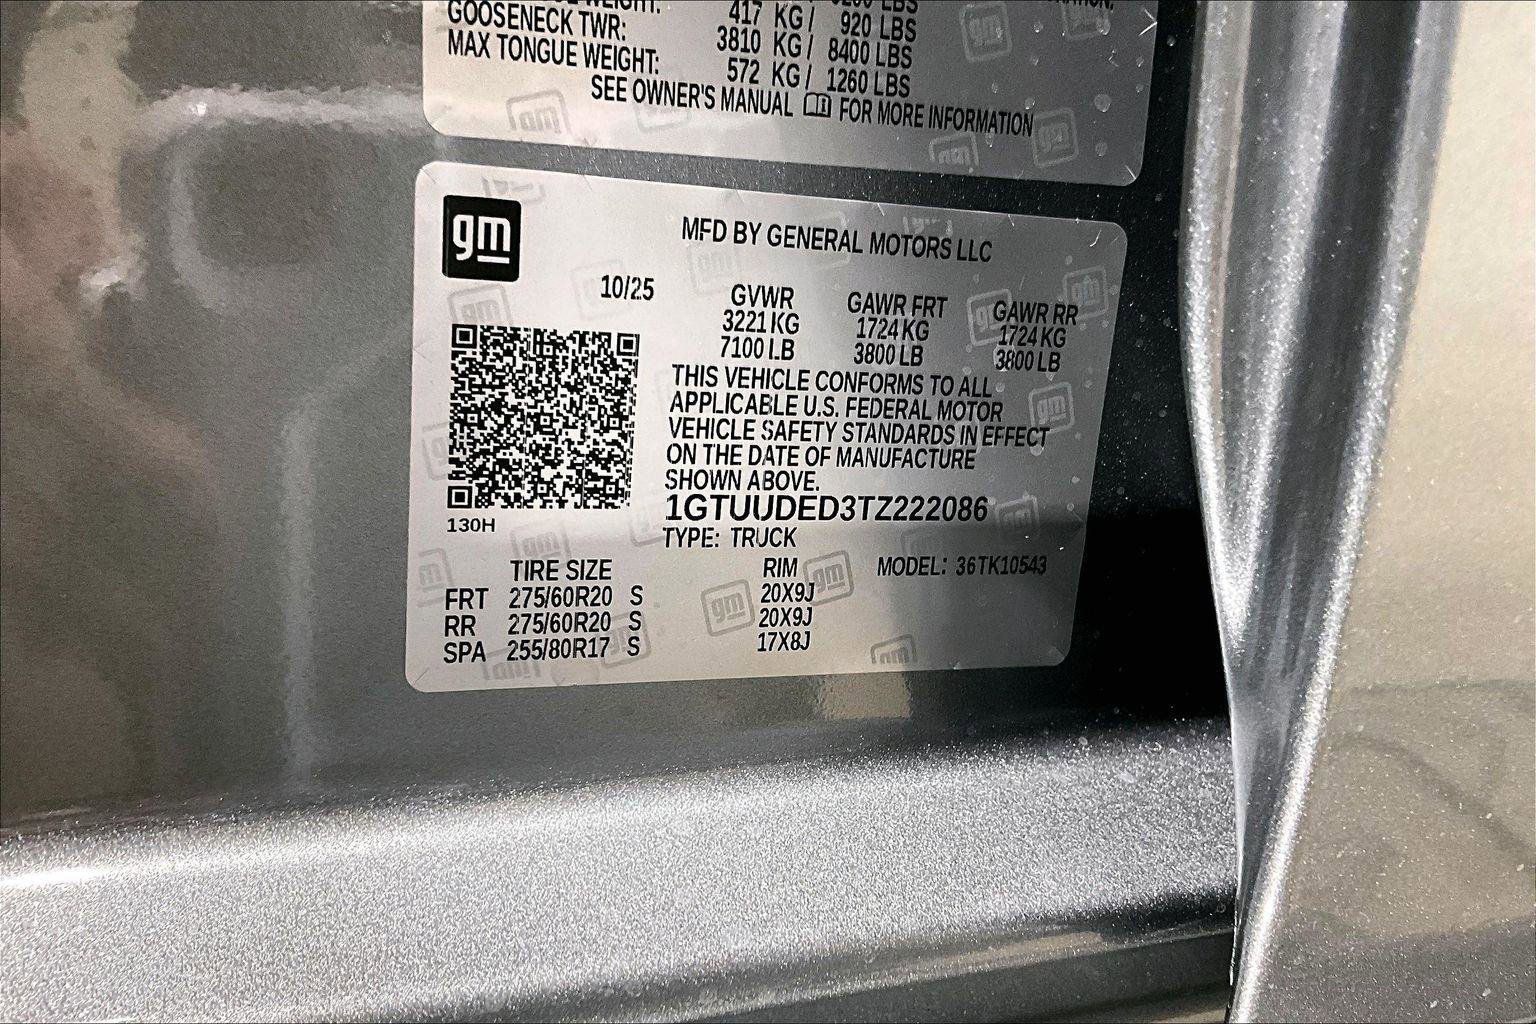 417 KG / 920 LBS
GOOSENECK TWR: 3810 KG / 8400 LBS
MAX TONGUE WEIGHT: 572 KG / 1260 LBS
SEE OWNER'S MANUAL FOR MORE INFORMATION
gm
MFD BY GENERAL MOTORS LLC
10/25
GVWR GAWR FRT GAWR RR
3221 KG 1724 KG 1724 KG
7100 LB 3800 LB 3800 LB
THIS VEHICLE CONFORMS TO ALL
APPLICABLE U.S. FEDERAL MOTOR
VEHICLE SAFETY STANDARDS IN EFFECT
ON THE DATE OF MANUFACTURE
SHOWN ABOVE.
1GTUUDED3TZ222086
130H
TYPE: TRUCK
MODEL: 36TK10543
TIRE SIZE RIM
FRT 275/60R20 S 20X9J
RR 275/60R20 S 20X9J
SPA 255/80R17 S 17X8J